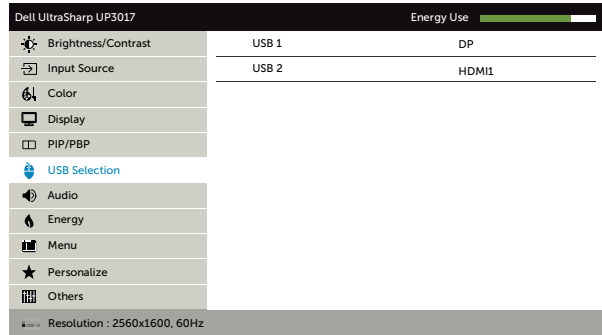 Dell UltraSharp UP3017 Energy Use
Brightness/Contrast USB 1 DP
Input Source USB 2 HDMI1
Color
Display
PIP/PBP
USB Selection
Audio
Energy
Menu
Personalize
Others
Resolution : 2560x1600, 60Hz